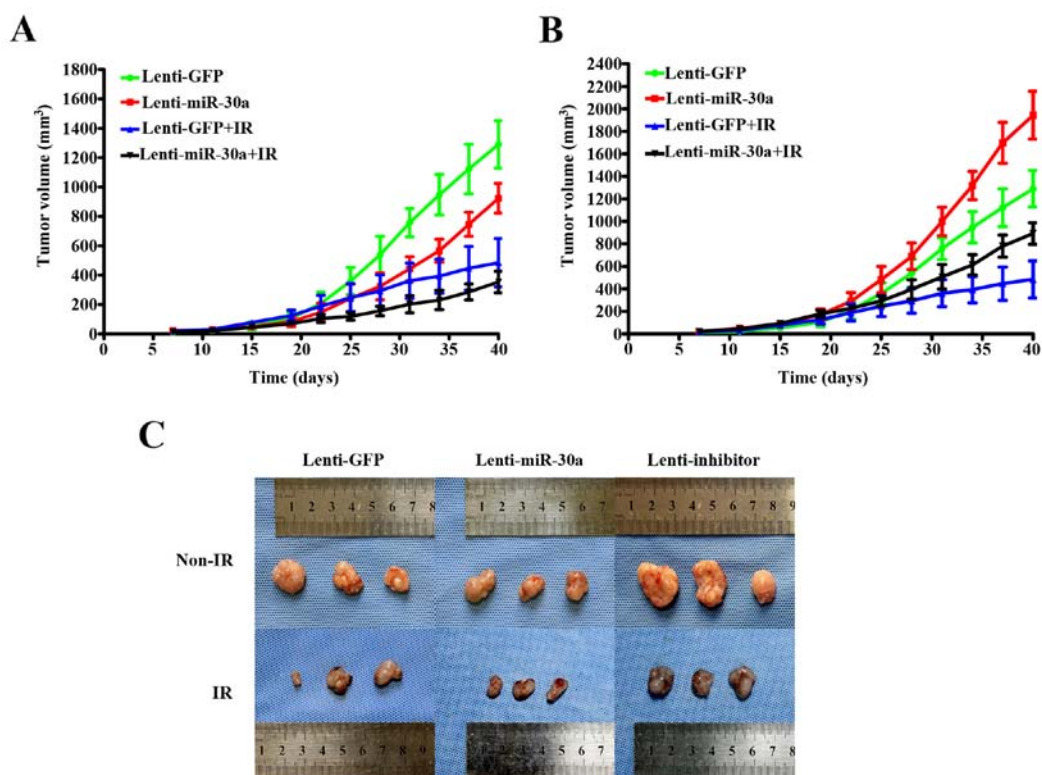 A
1800
1600
1400
1200
1000
800
600
400
200
0
Tumor volume (mm³)
Lenti-GFP
Lenti-miR-30a
Lenti-GFP+IR
Lenti-miR-30a+IR
0 5 10 15 20 25 30 35 40
Time (days)
B
2400
2200
2000
1800
1600
1400
1200
1000
800
600
400
200
0
Tumor volume (mm³)
Lenti-GFP
Lenti-miR-30a
Lenti-GFP+IR
Lenti-miR-30a+IR
0 5 10 15 20 25 30 35 40
Time (days)
C
Lenti-GFP Lenti-miR-30a Lenti-inhibitor
1 2 3 4 5 6 7 8
1 2 3 4 5 6
1 2 3 4 5 6 7 8 9
Non-IR
IR
1 2 3 4 5 6 7 8 9
1 2 3 4 5 6 7
1 2 3 4 5 6 7 8